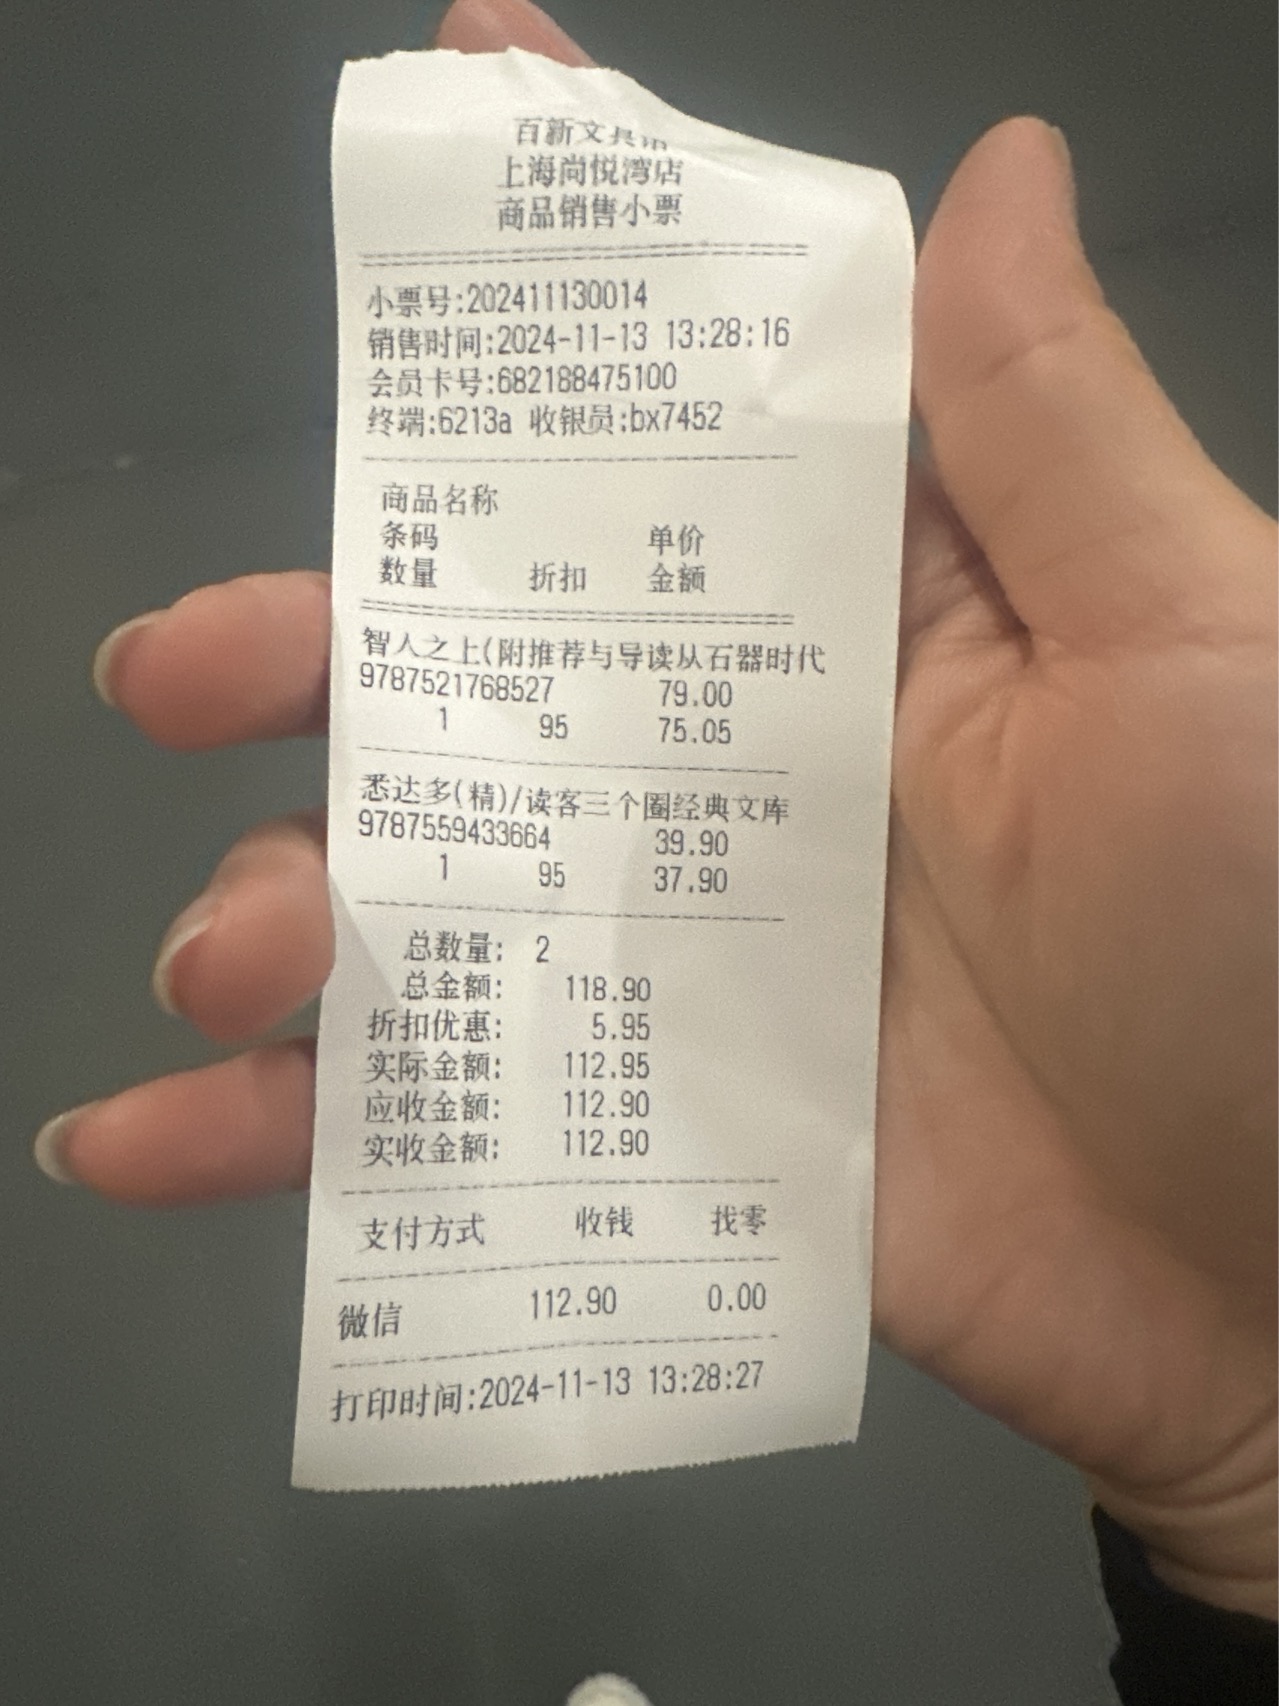 百新文具
上海尚悦湾店
商品销售小票
小票号:202411130014
销售时间:2024-11-13 13:28:16
会员卡号:682188475100
终端:6213a 收银员:bx7452
商品名称
条码 单价
数量 折扣 金额
智人之上(附推荐与导读从石器时代
9787521768527 79.00
1 95 75.05
悉达多(精)/读客三个圈经典文库
9787559433664 39.90
1 95 37.90
总数量: 2
总金额: 118.90
折扣优惠: 5.95
实际金额: 112.95
应收金额: 112.90
实收金额: 112.90
支付方式 收钱 找零
微信 112.90 0.00
打印时间:2024-11-13 13:28:27